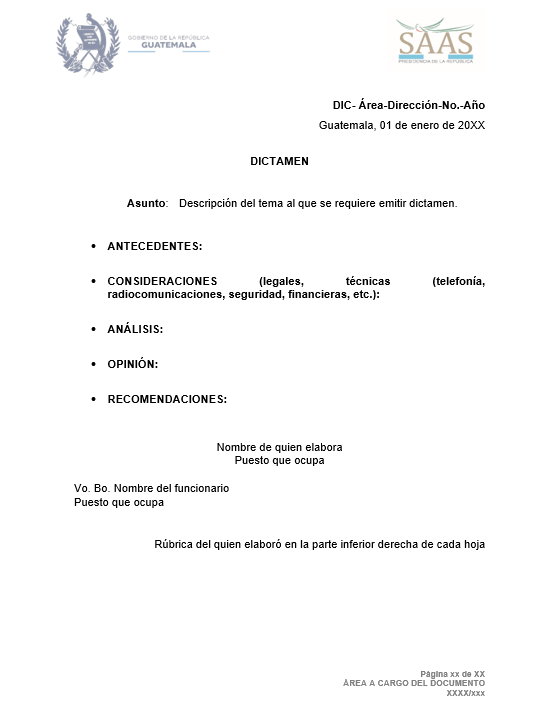 GOBIERNO DE LA REPÚBLICA
GUATEMALA
SAAS
PRESIDENCIA DE LA REPÚBLICA
DIC- Área-Dirección-No.-Año
Guatemala, 01 de enero de 20XX
DICTAMEN
Asunto: Descripción del tema al que se requiere emitir dictamen.
• ANTECEDENTES:
• CONSIDERACIONES (legales, técnicas (telefonía,
radiocomunicaciones, seguridad, financieras, etc.):
• ANÁLISIS:
• OPINIÓN:
• RECOMENDACIONES:
Nombre de quien elabora
Puesto que ocupa
Vo. Bo. Nombre del funcionario
Puesto que ocupa
Rúbrica del quien elaboró en la parte inferior derecha de cada hoja
Página xx de XX
ÁREA A CARGO DEL DOCUMENTO
XXXX/xxx